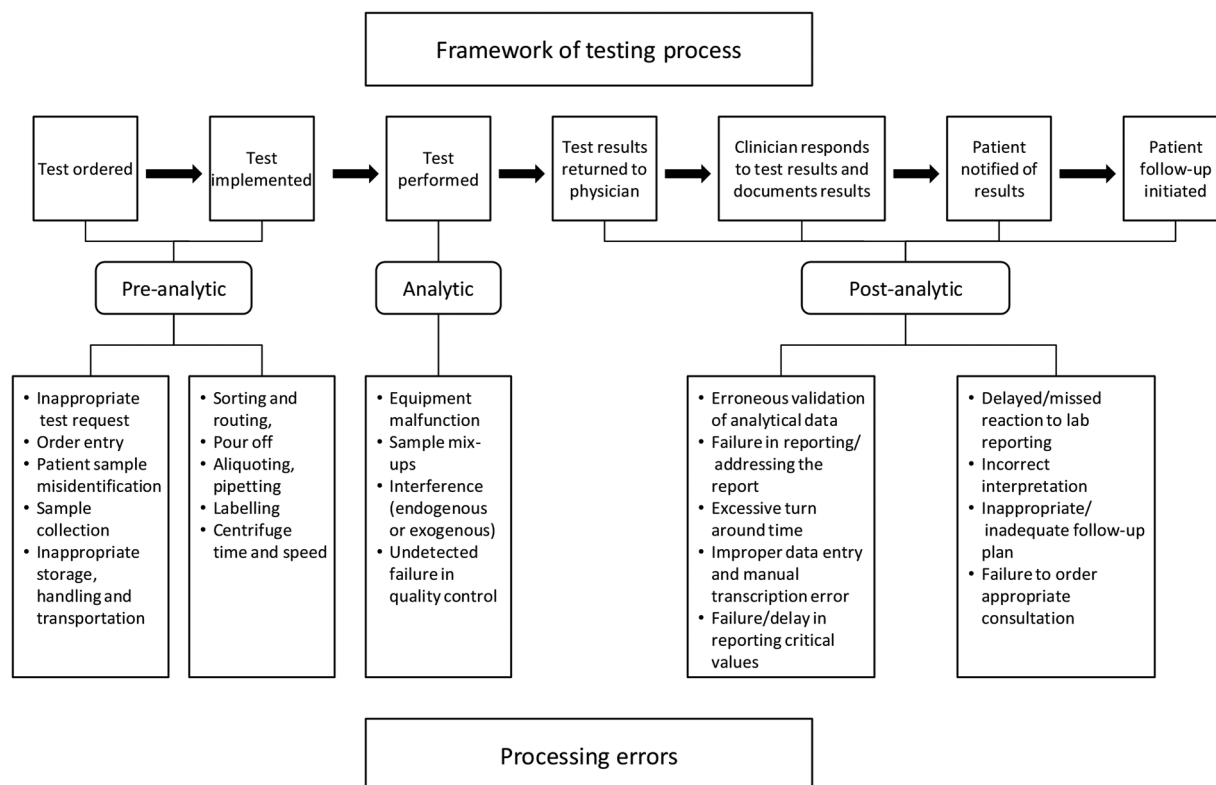 Framework of testing process
Test ordered
Test
implemented
Test
performed
Test results
returned to
physician
Clinician responds
to test results and
documents results
Patient
notified of
results
Patient
follow-up
initiated
Pre-analytic
Analytic
Post-analytic
• Inappropriate
test request
• Order entry
• Patient sample
misidentification
• Sample
collection
• Inappropriate
storage,
handling and
transportation
• Sorting and
routing,
• Pour off
• Aliquoting,
pipetting
• Labelling
• Centrifuge
time and speed
• Equipment
malfunction
• Sample mix-
ups
• Interference
(endogenous
or exogenous)
• Undetected
failure in
quality control
• Erroneous validation
of analytical data
• Failure in reporting/
addressing the
report
• Excessive turn
around time
• Improper data entry
and manual
transcription error
• Failure/delay in
reporting critical
values
• Delayed/missed
reaction to lab
reporting
• Incorrect
interpretation
• Inappropriate/
inadequate follow-up
plan
• Failure to order
appropriate
consultation
Processing errors